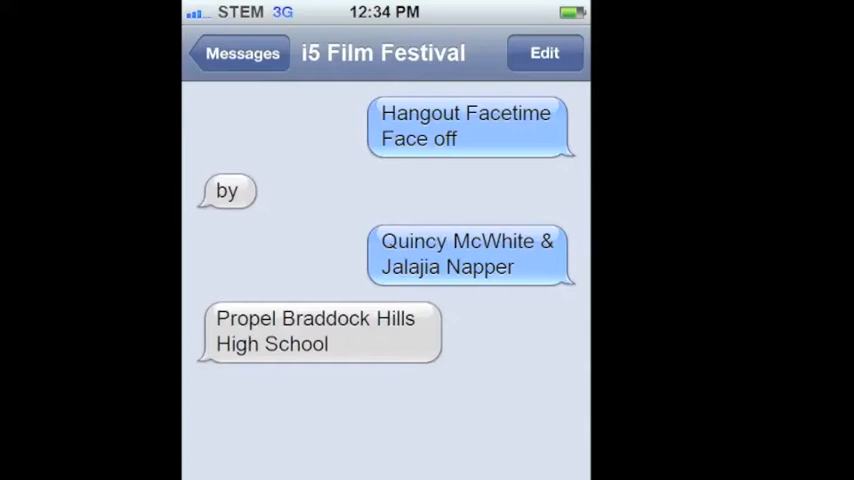 STEM 3G 12:34 PM
Messages i5 Film Festival Edit
Hangout Facetime
Face off
by
Quincy McWhite &
Jalajia Napper
Propel Braddock Hills
High School